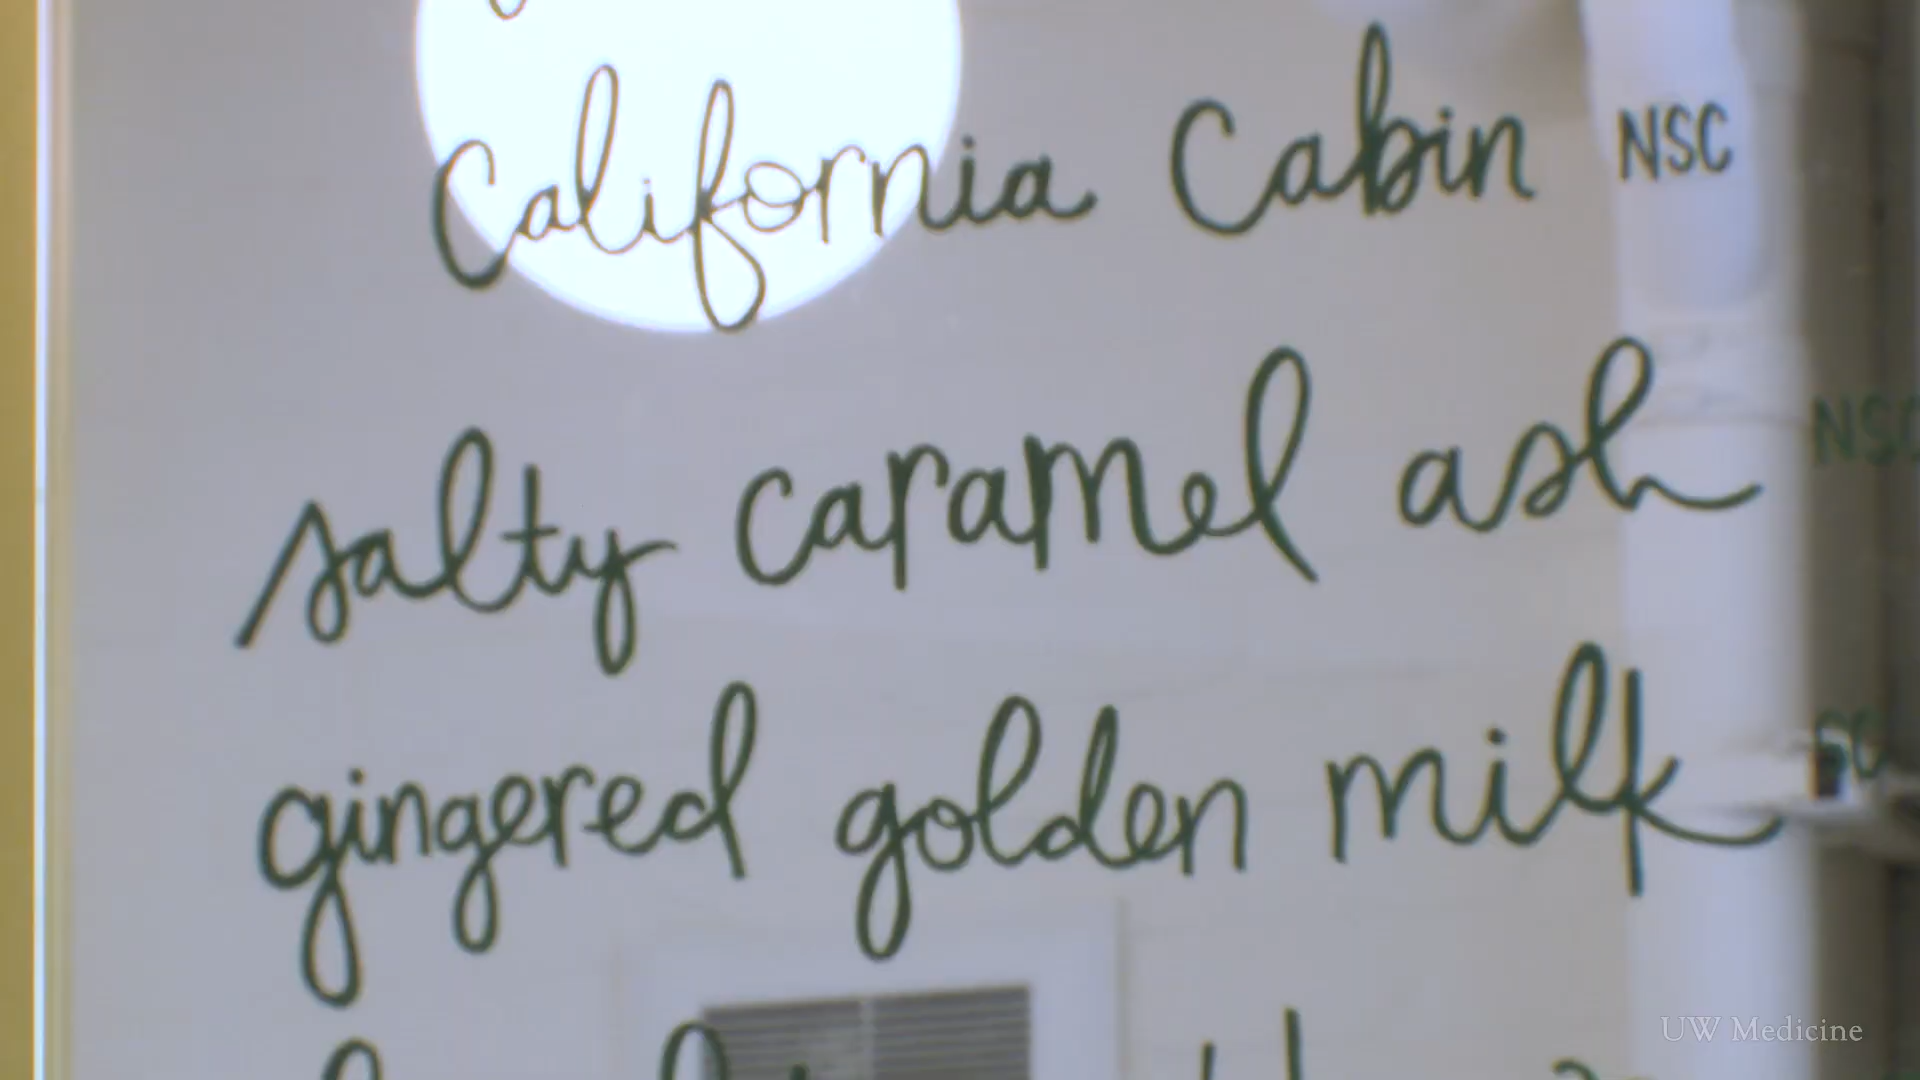 California Cabin NSC
salty caramel ash NSC
gingered golden milk
UW Medicine